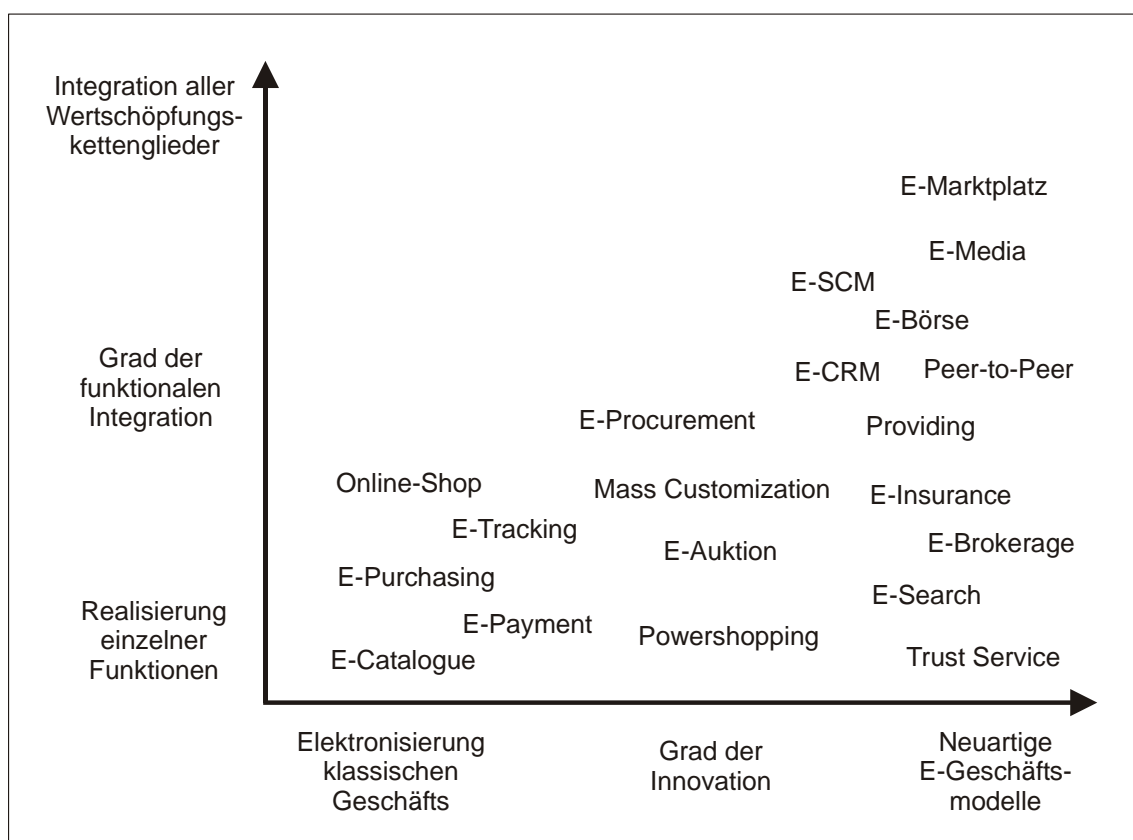 Integration aller
Wertschöpfungs-
kettenglieder
E-Marktplatz
E-Media
E-SCM
E-Börse
Grad der
funktionalen
Integration
E-CRM
Peer-to-Peer
E-Procurement
Providing
Online-Shop
Mass Customization
E-Insurance
E-Tracking
E-Auktion
E-Brokerage
E-Purchasing
E-Search
Realisierung
einzelner
Funktionen
E-Payment
Powershopping
E-Catalogue
Trust Service
Elektronisierung
klassischen
Geschäfts
Grad der
Innovation
Neuartige
E-Geschäfts-
modelle